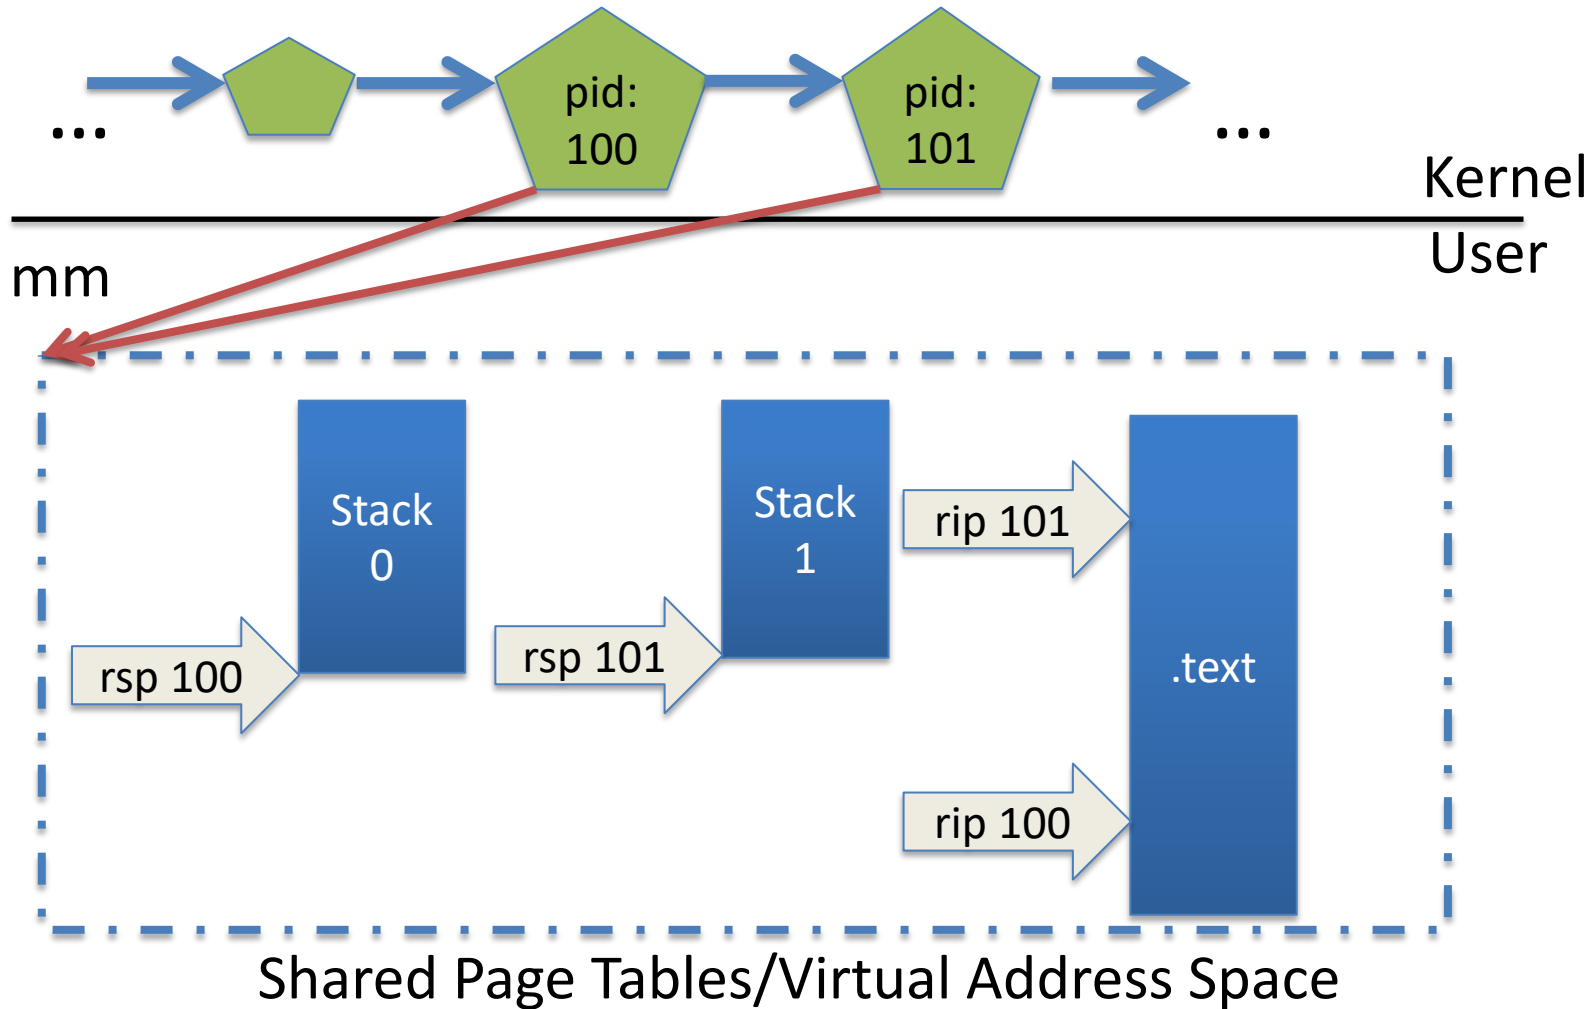 ...
pid:
100
pid:
101
...
Kernel
User
mm
Stack
0
Stack
1
rip 101
rsp 100
rsp 101
.text
rip 100
Shared Page Tables/Virtual Address Space